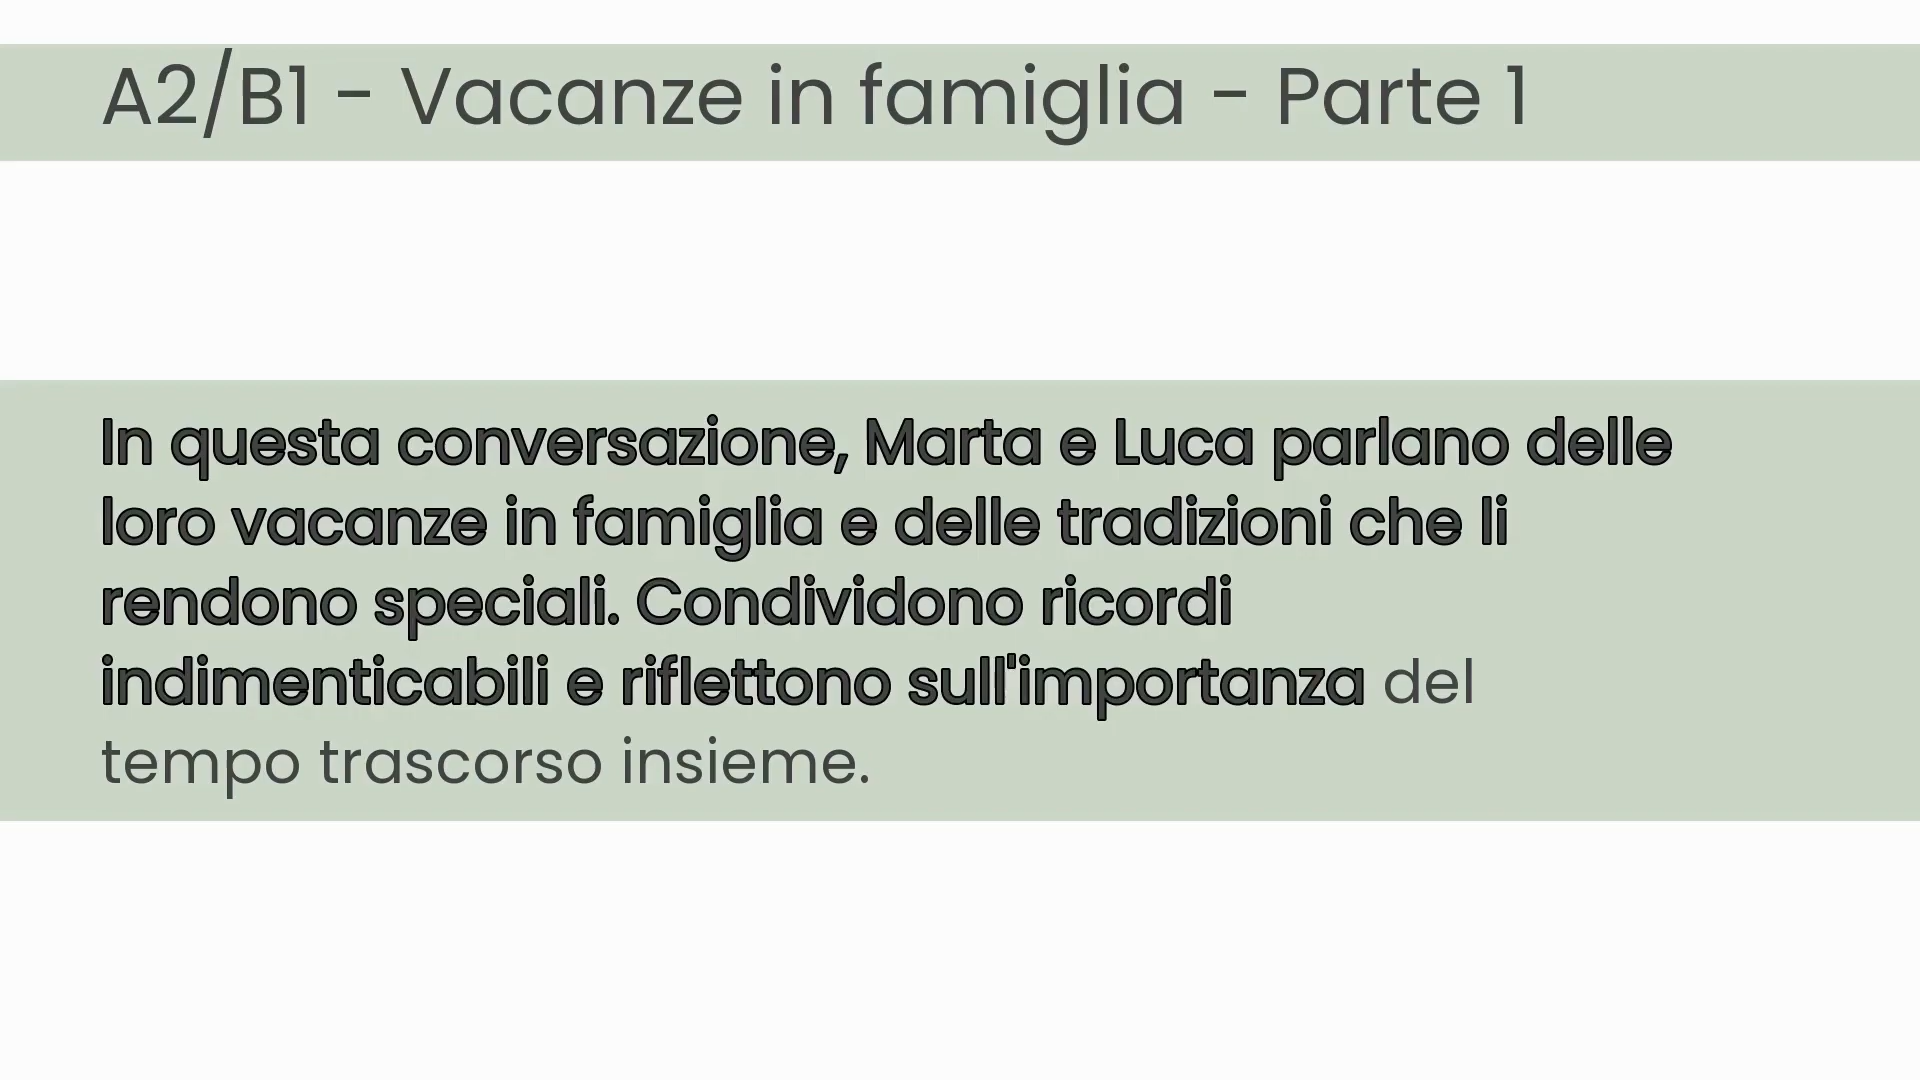 A2/B1 - Vacanze in famiglia - Parte 1
In questa conversazione, Marta e Luca parlano delle
loro vacanze in famiglia e delle tradizioni che li
rendono speciali. Condividono ricordi
indimenticabili e riflettono sull'importanza del
tempo trascorso insieme.